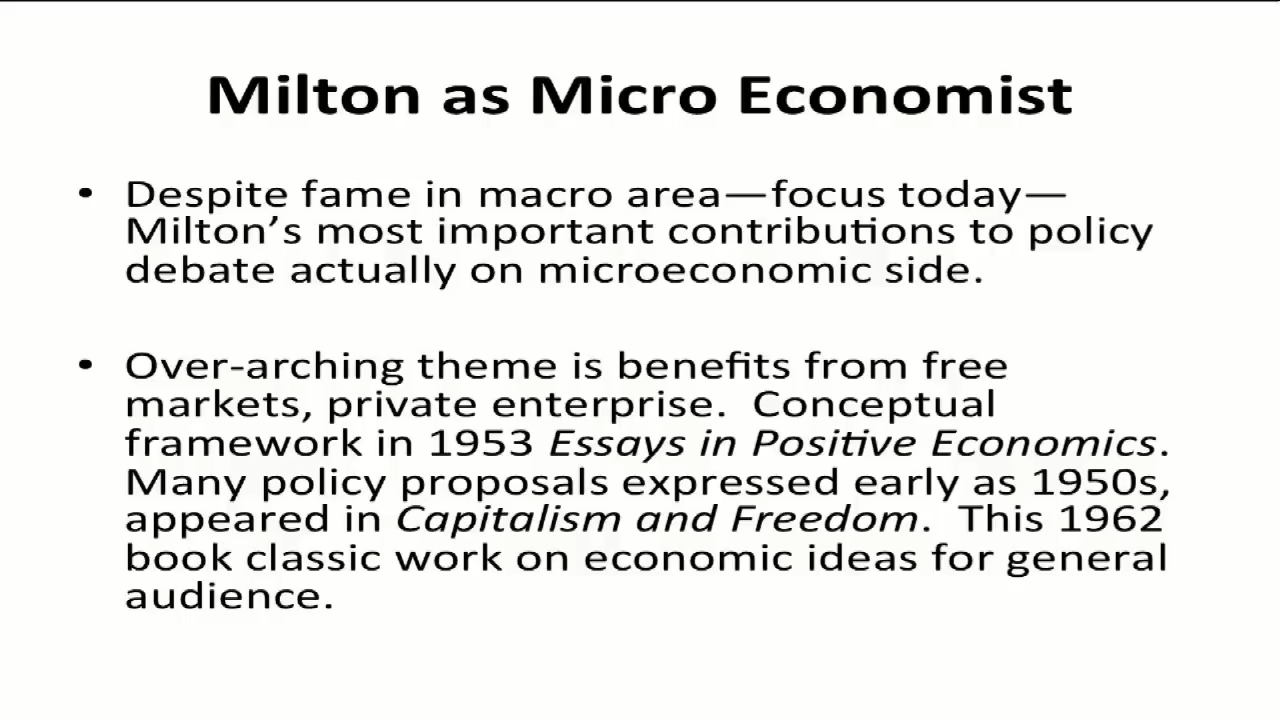 Milton as Micro Economist
• Despite fame in macro area—focus today—
Milton’s most important contributions to policy
debate actually on microeconomic side.
• Over-arching theme is benefits from free
markets, private enterprise.  Conceptual
framework in 1953 Essays in Positive Economics.
Many policy proposals expressed early as 1950s,
appeared in Capitalism and Freedom.  This 1962
book classic work on economic ideas for general
audience.